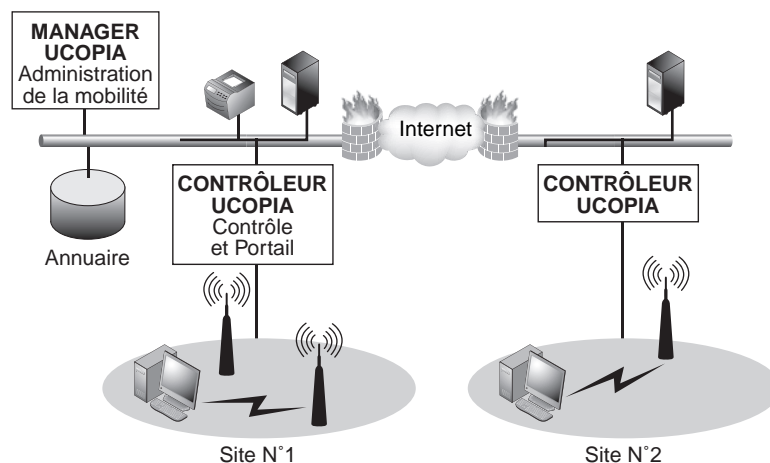 MANAGER
UCOPIA
Administration
de la mobilité
Internet
Annuaire
CONTRÔLEUR
UCOPIA
Contrôle
et Portail
CONTRÔLEUR
UCOPIA
Site N˚1
Site N˚2